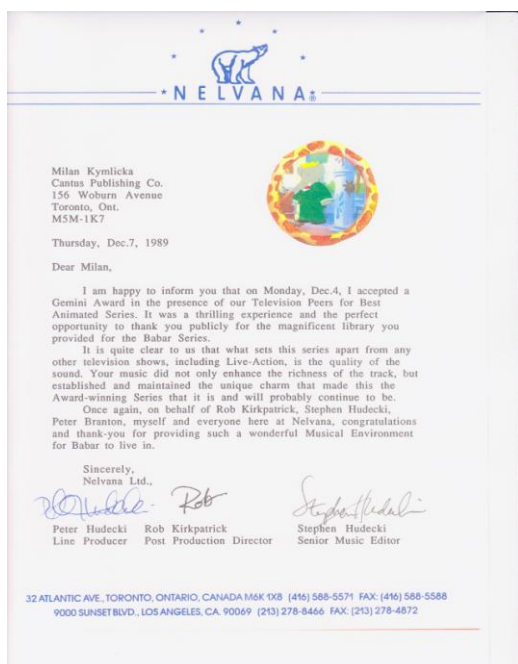 NELVANA®
Milan Kymlicka
Cantus Publishing Co.
156 Woburn Avenue
Toronto, Ont.
M5M-1K7
Thursday, Dec.7, 1989
Dear Milan,
I am happy to inform you that on Monday, Dec.4, I accepted a
Gemini Award in the presence of our Television Peers for Best
Animated Series. It was a thrilling experience and the perfect
opportunity to thank you publicly for the magnificent library you
provided for the Babar Series.
It is quite clear to us that what sets this series apart from any
other television shows, including Live-Action, is the quality of the
sound. Your music did not only enhance the richness of the track, but
established and maintained the unique charm that made this the
Award-winning Series that it is and will probably continue to be.
Once again, on behalf of Rob Kirkpatrick, Stephen Hudecki,
Peter Branton, myself and everyone here at Nelvana, congratulations
and thank-you for providing such a wonderful Musical Environment
for Babar to live in.
Sincerely,
Nelvana Ltd.,
Rob Stephen Hudecki
Peter Hudecki Rob Kirkpatrick Stephen Hudecki
Line Producer Post Production Director Senior Music Editor
32 ATLANTIC AVE., TORONTO, ONTARIO, CANADA M6K 1X8 (416) 588-5571 FAX: (416) 588-5588
9000 SUNSET BLVD., LOS ANGELES, CA. 90069 (213) 278-8466 FAX: (213) 278-4872